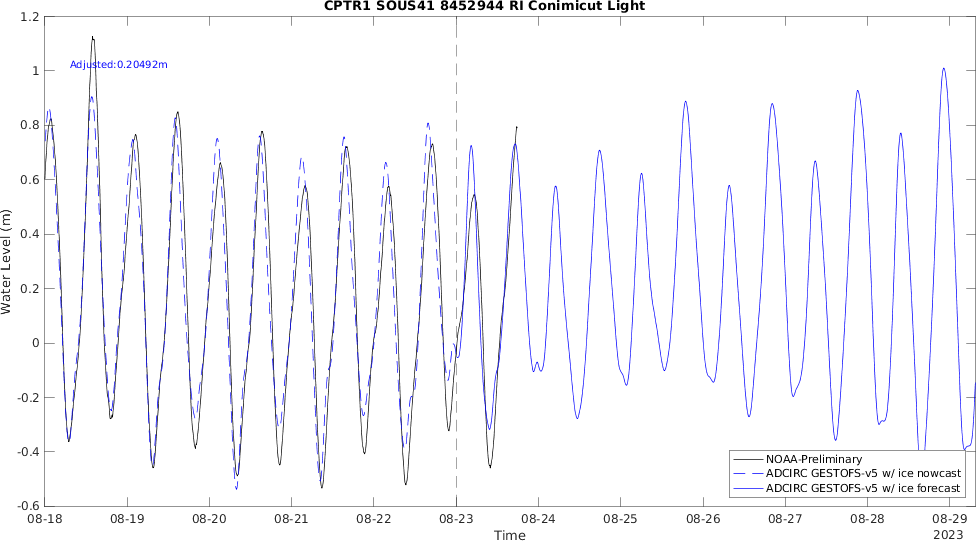 CPTR1 SOUS41 8452944 RI Conimicut Light
1.2
1
0.8
0.6
0.4
0.2
0
-0.2
-0.4
-0.6
Water Level (m)
Adjusted:0.20492m
NOAA-Preliminary
ADCIRC GESTOFS-v5 w/ ice nowcast
ADCIRC GESTOFS-v5 w/ ice forecast
08-18 08-19 08-20 08-21 08-22 08-23 08-24 08-25 08-26 08-27 08-28 08-29
Time
2023